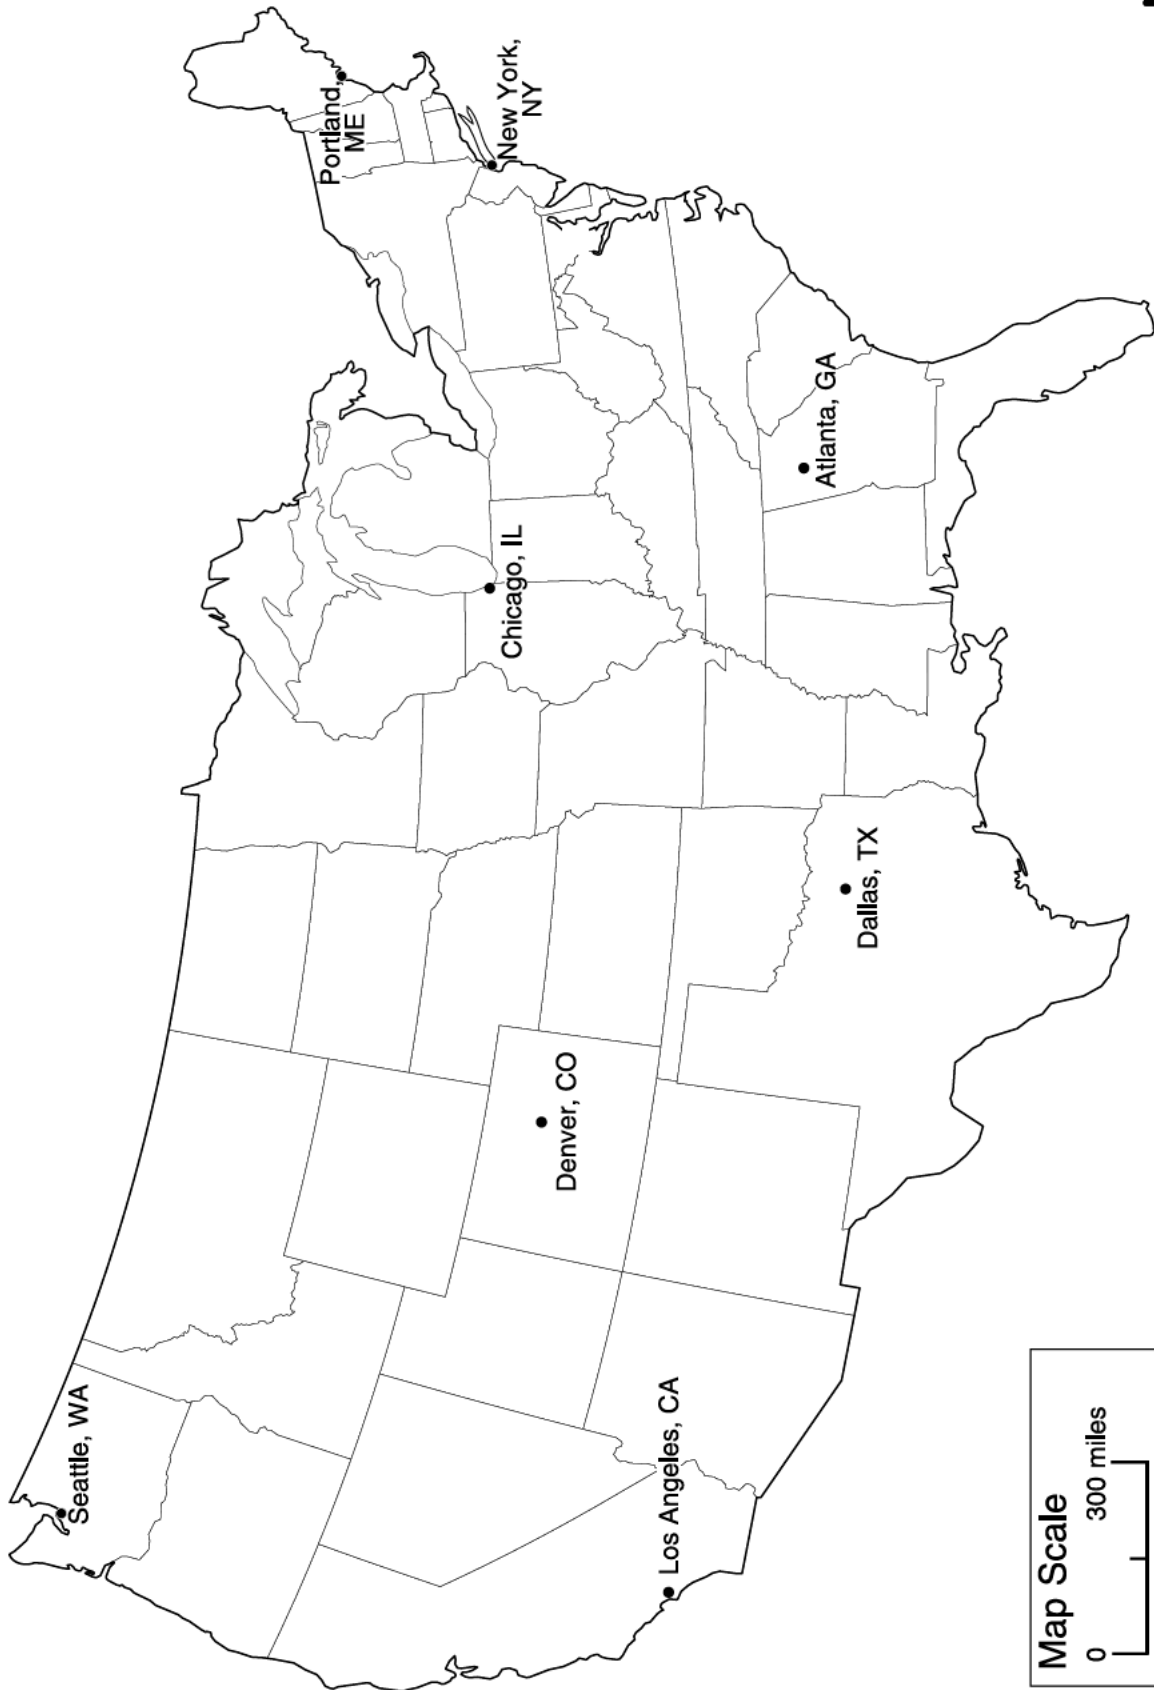 Seattle, WA
Portland,
ME
New York,
NY
Chicago, IL
Denver, CO
Los Angeles, CA
Dallas, TX
Atlanta, GA
Map Scale
0
300 miles